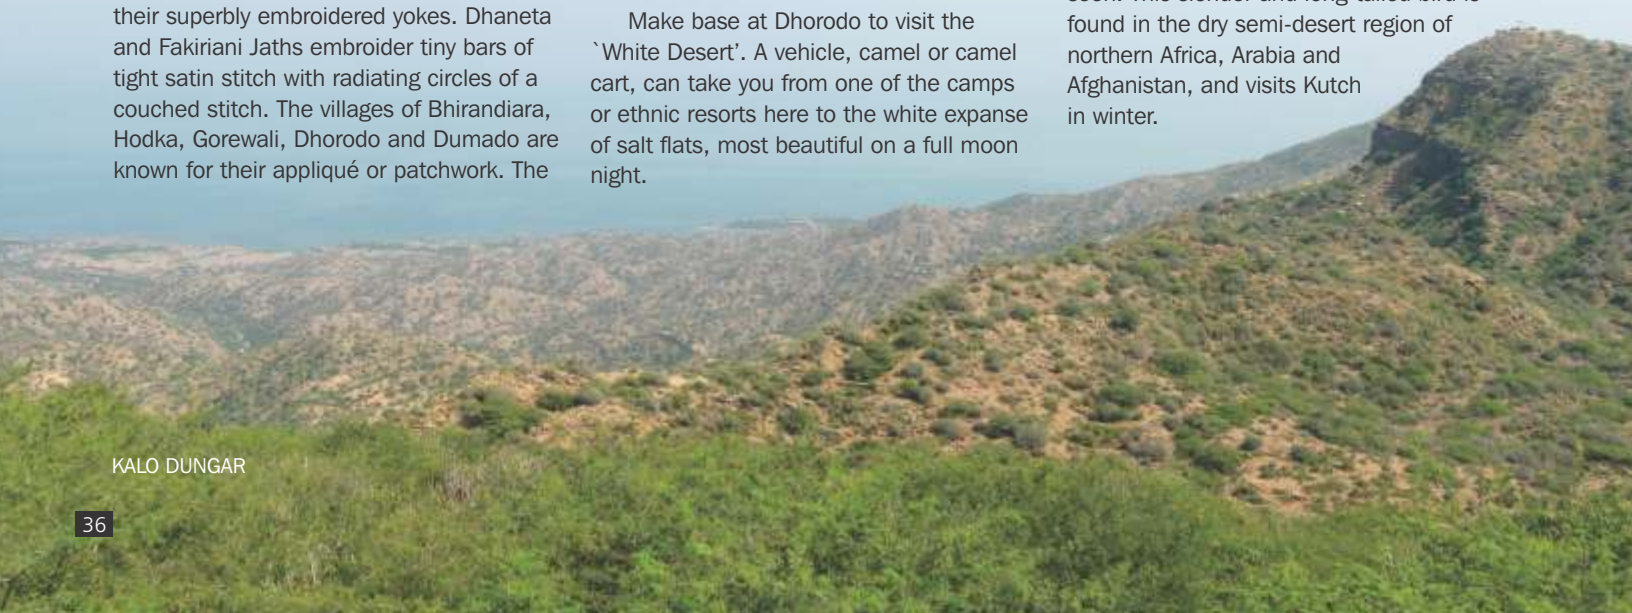 their superbly embroidered yokes. Dhaneta
and Fakiriani Jaths embroider tiny bars of
tight satin stitch with radiating circles of a
couched stitch. The villages of Bhirandiara,
Hodka, Gorewali, Dhorodo and Dumado are
known for their appliqué or patchwork. The
Make base at Dhorodo to visit the
`White Desert’. A vehicle, camel or camel
cart, can take you from one of the camps
or ethnic resorts here to the white expanse
of salt flats, most beautiful on a full moon
night.
found in the dry semi-desert region of
northern Africa, Arabia and
Afghanistan, and visits Kutch
in winter.
KALO DUNGAR
36